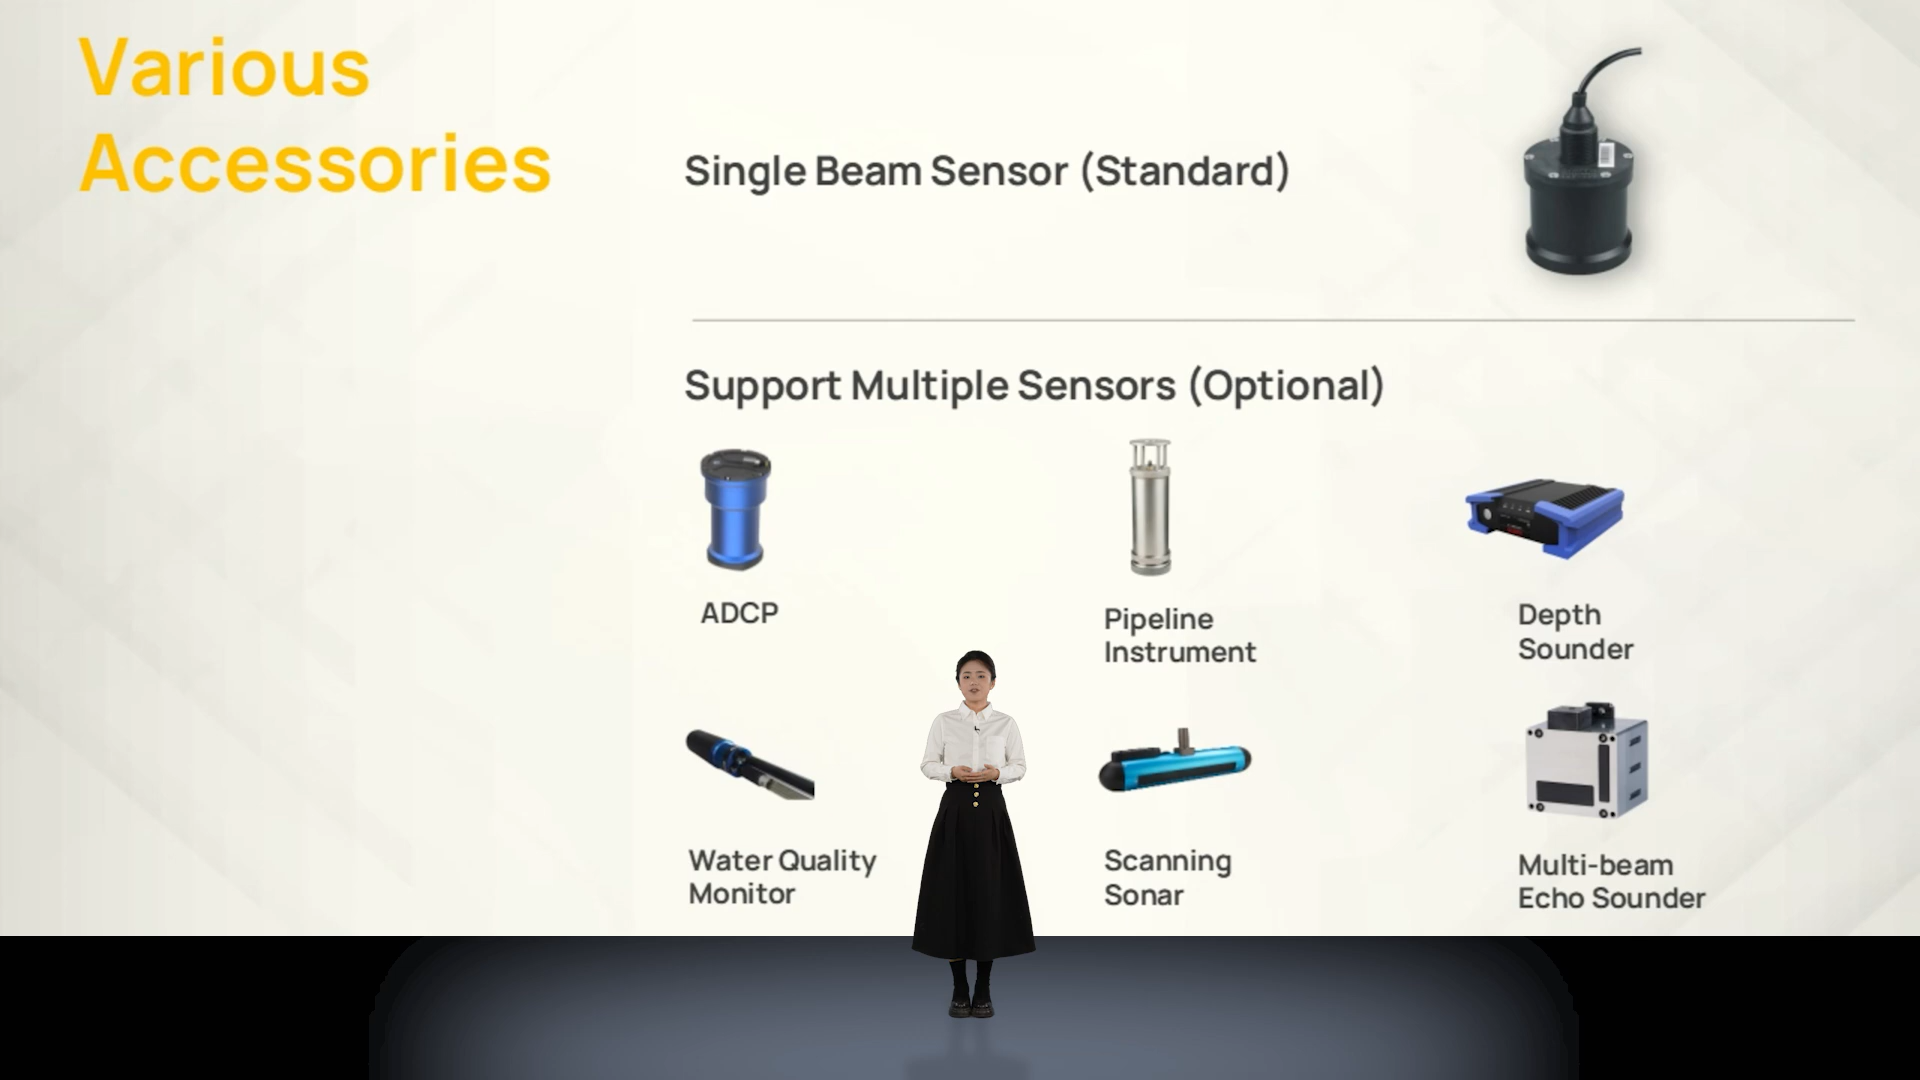 Various
Accessories
Single Beam Sensor (Standard)
Support Multiple Sensors (Optional)
ADCP
Pipeline
Instrument
Depth
Sounder
Water Quality
Monitor
Scanning
Sonar
Multi-beam
Echo Sounder